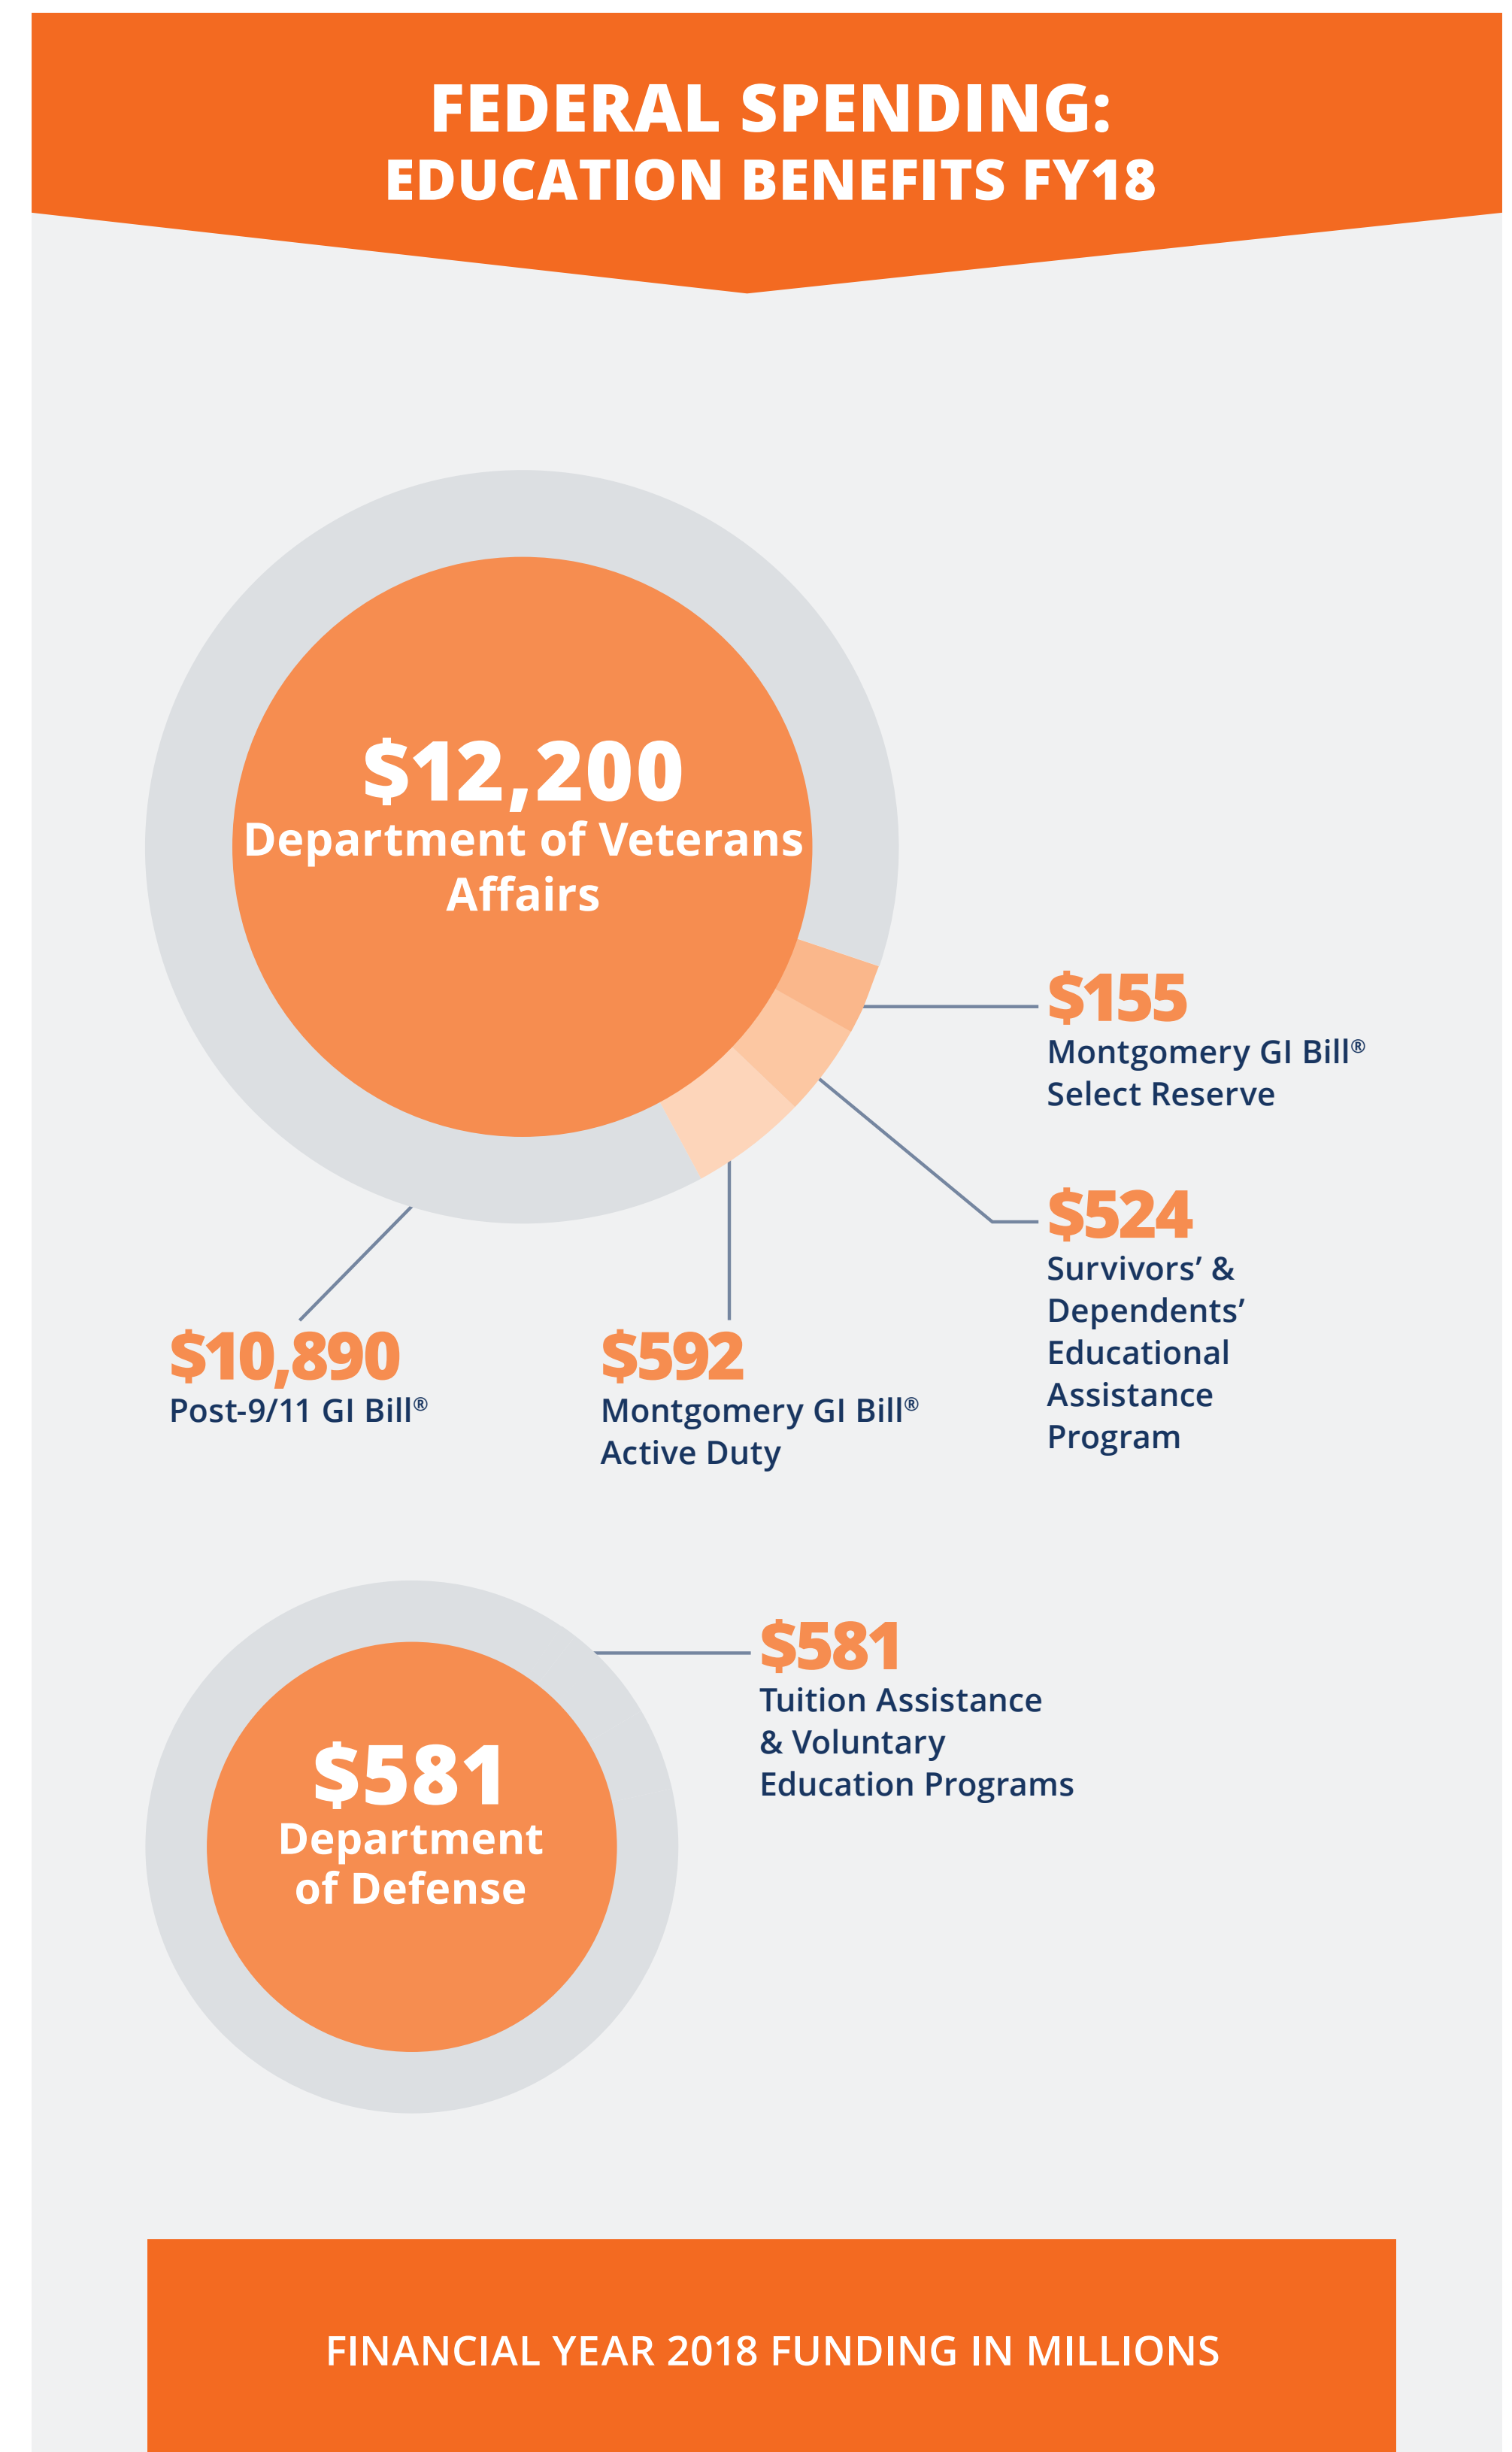 FEDERAL SPENDING:
EDUCATION BENEFITS FY18
$12,200
Department of Veterans
Affairs
$155
Montgomery GI Bill®
Select Reserve
$524
Survivors’ &
Dependents’
Educational
Assistance
Program
$10,890
Post-9/11 GI Bill®
$592
Montgomery GI Bill®
Active Duty
$581
Tuition Assistance
& Voluntary
Education Programs
$581
Department
of Defense
FINANCIAL YEAR 2018 FUNDING IN MILLIONS